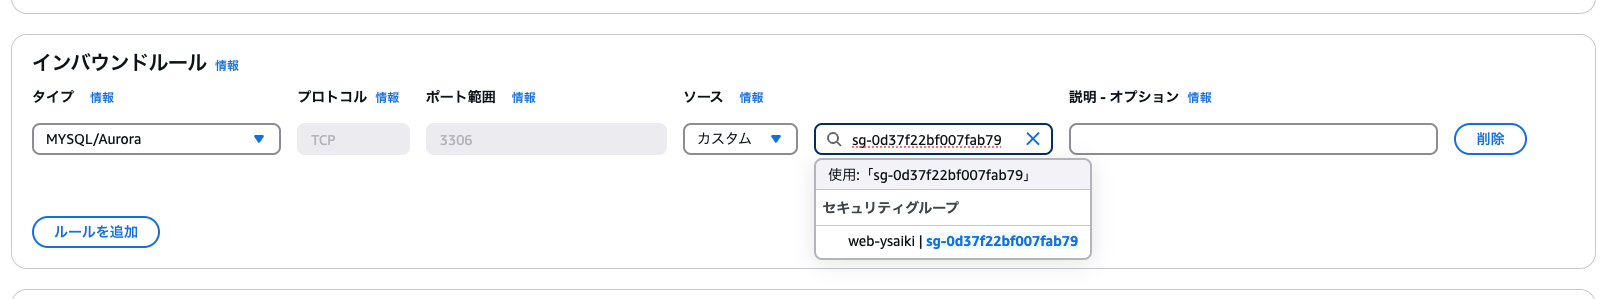 インバウンドルール 情報
タイプ 情報 プロトコル 情報 ポート範囲 情報 ソース 情報 説明 - オプション 情報
MYSQL/Aurora TCP 3306 カスタム sg-0d37f22bf007fab79 削除
使用:「sg-0d37f22bf007fab79」
セキュリティグループ
ルールを追加
web-ysaiki | sg-0d37f22bf007fab79